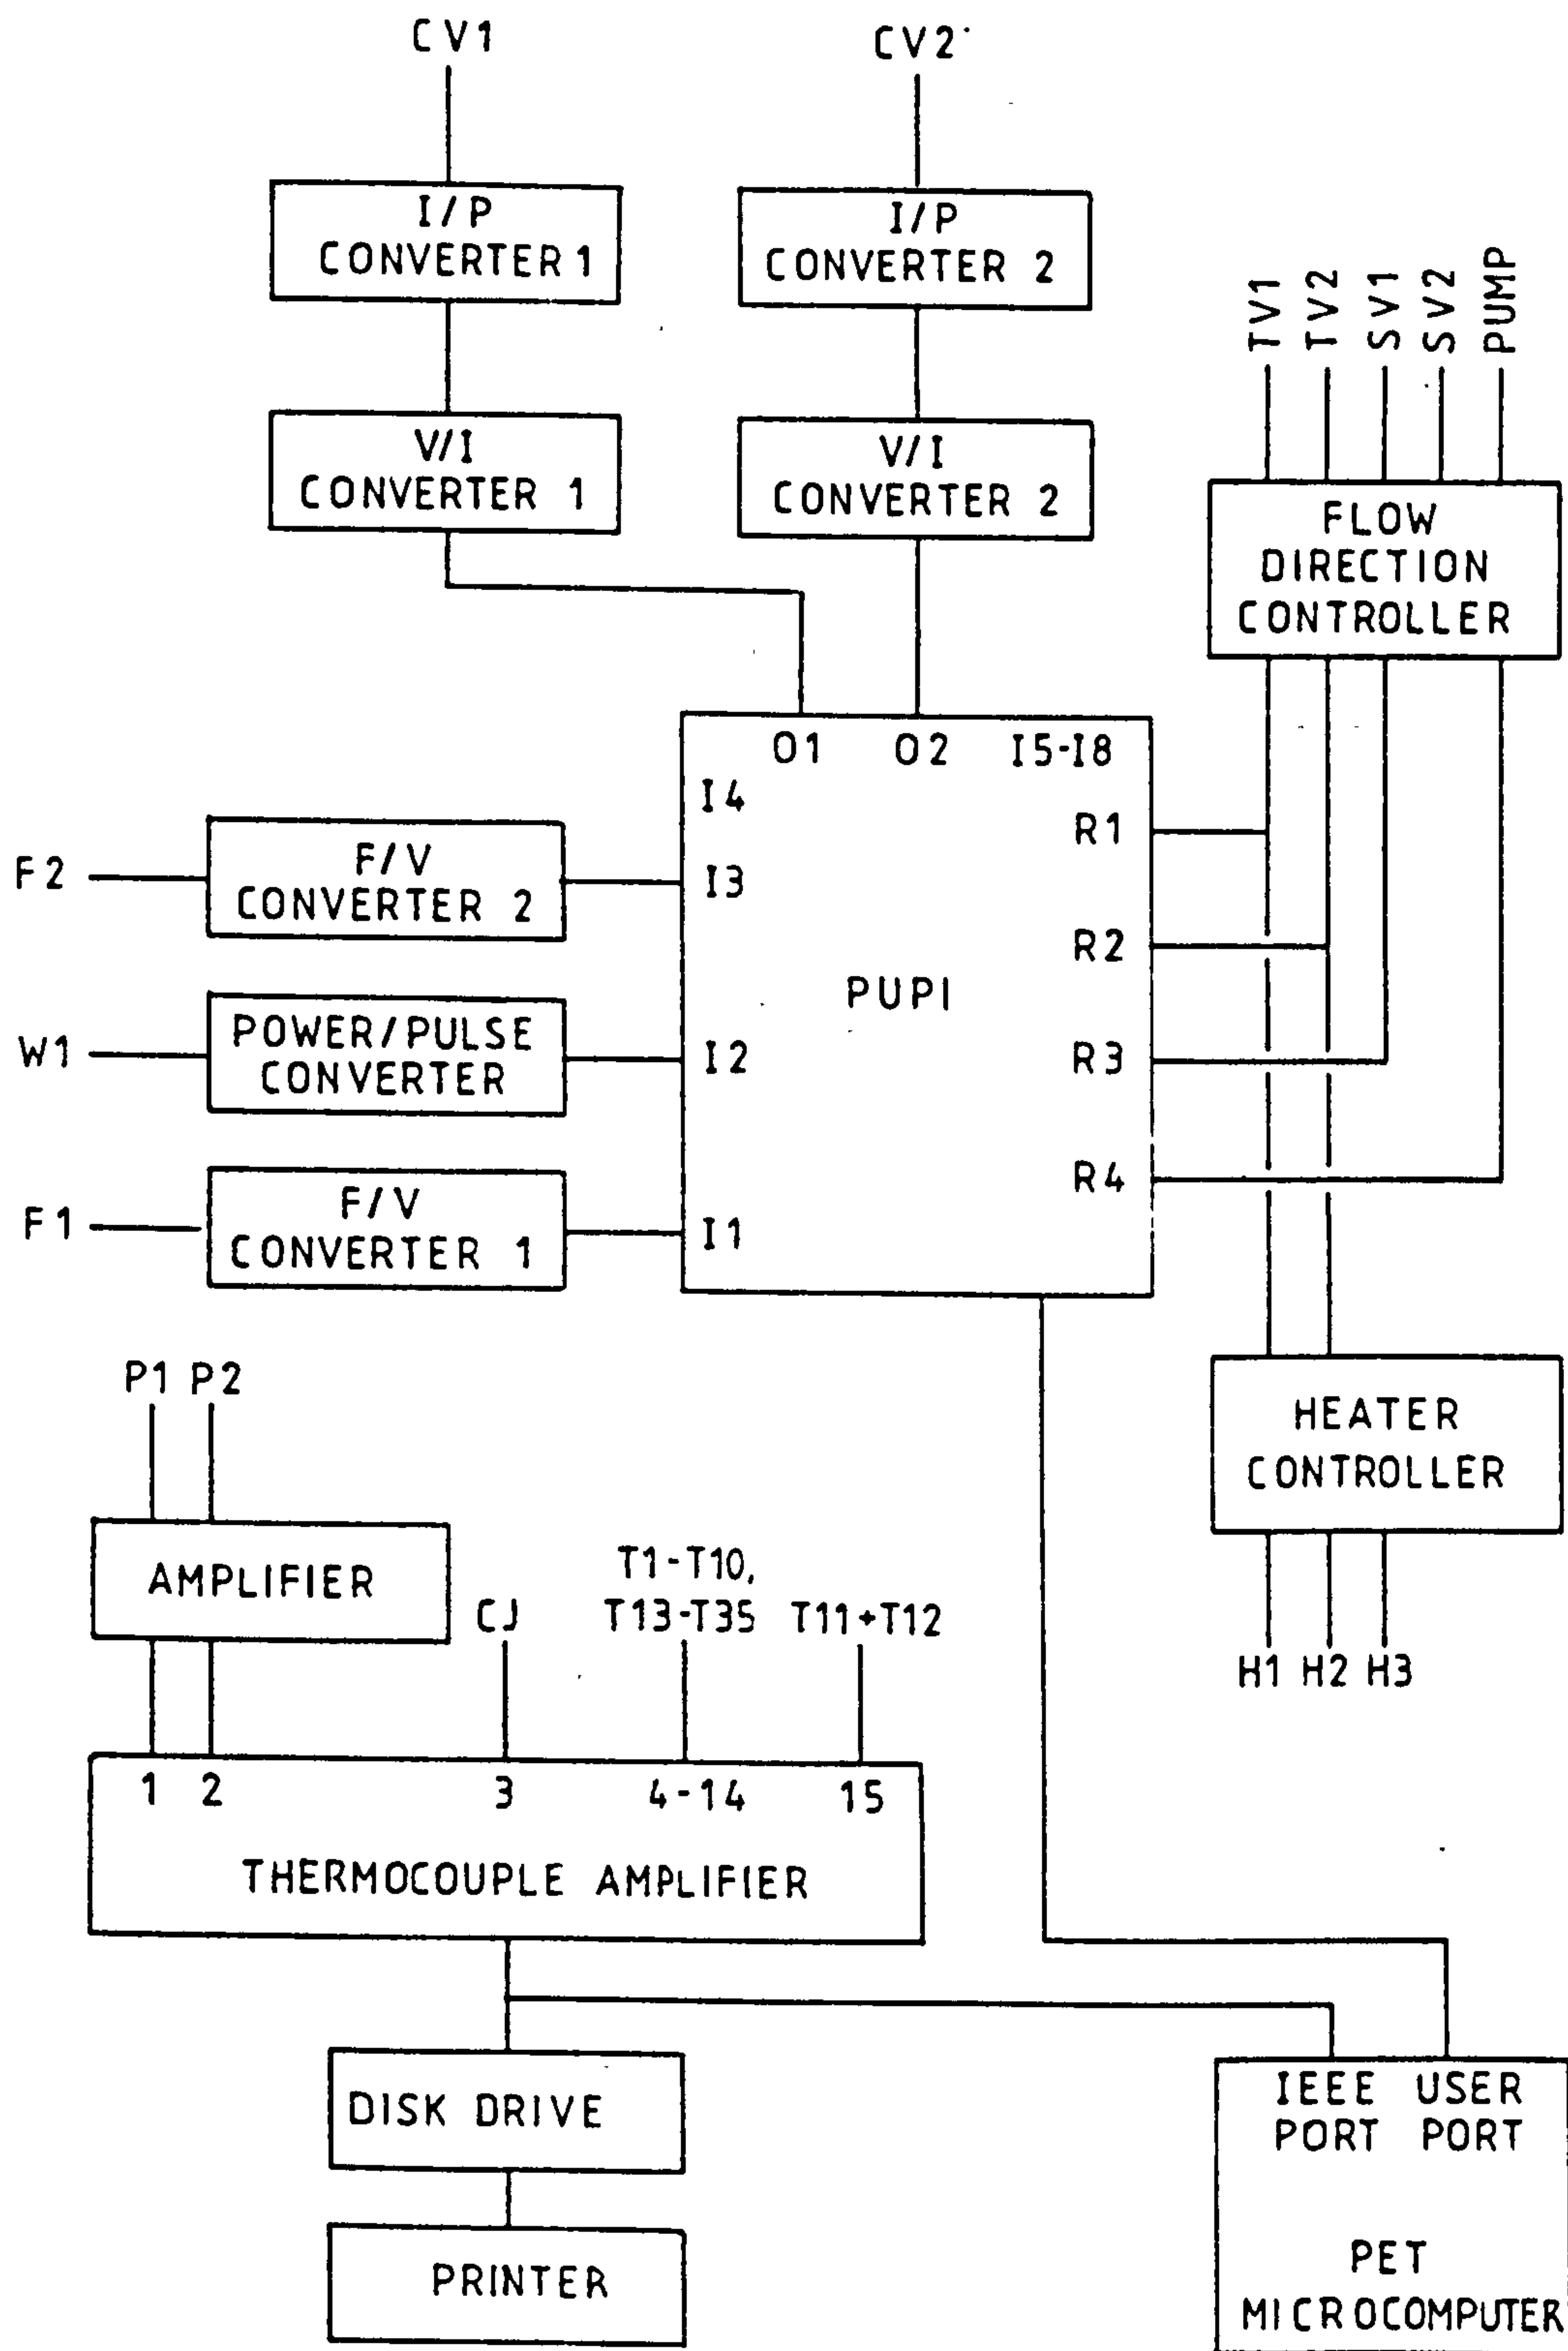 CV1
CV2
I/P
CONVERTER 1
I/P
CONVERTER 2
TV1
TV2
SV1
SV2
PUMP
V/I
CONVERTER 1
V/I
CONVERTER 2
FLOW
DIRECTION
CONTROLLER
O1 O2 I5-I8
I4
R1
F2
F/V
CONVERTER 2
I3
R2
PUPI
W1
POWER/PULSE
CONVERTER
I2
R3
R4
F1
F/V
CONVERTER 1
I1
P1 P2
HEATER
CONTROLLER
AMPLIFIER
CJ
T1-T10,
T13-T35
T11+T12
H1 H2 H3
1 2 3 4-14 15
THERMOCOUPLE AMPLIFIER
DISK DRIVE
IEEE
PORT
USER
PORT
PRINTER
PET
MICROCOMPUTER